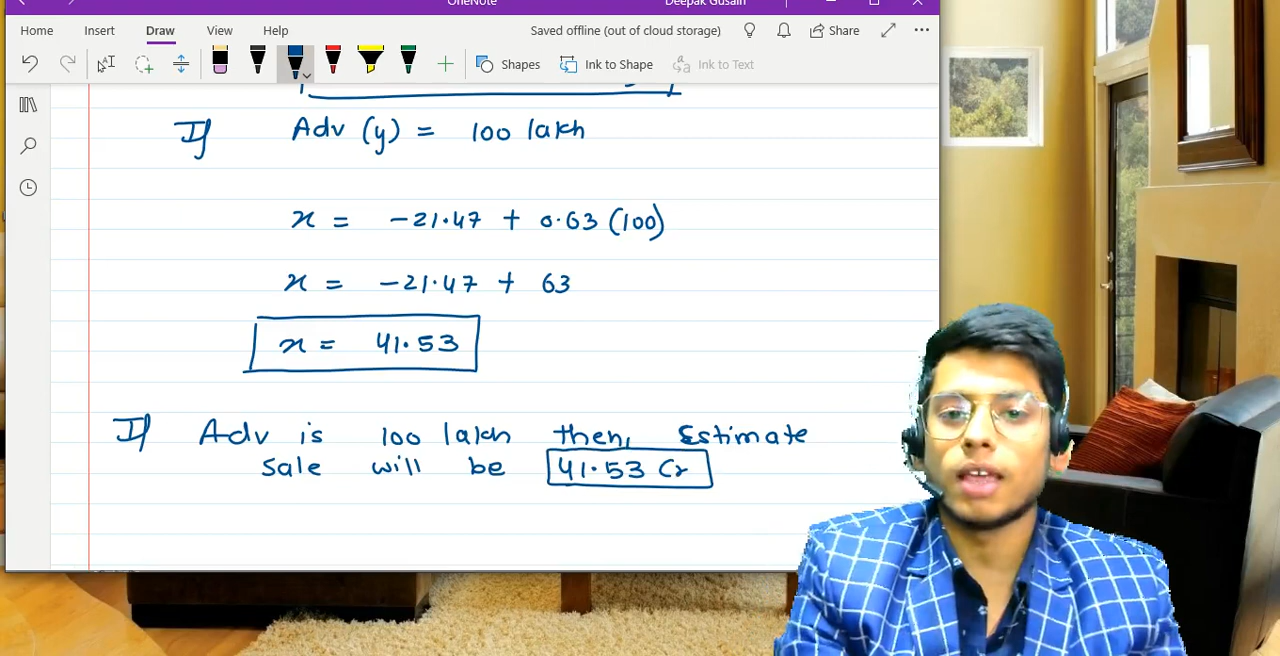 OneNote
Deepak Gusain
Home Insert Draw View Help
Saved offline (out of cloud storage)
Share
Shapes
Ink to Shape
Ink to Text
If Adv (y) = 100 lakh
x = -21.47 + 0.63 (100)
x = -21.47 + 63
x = 41.53
If Adv is 100 lakh then, Estimate
sale will be 41.53 Cr